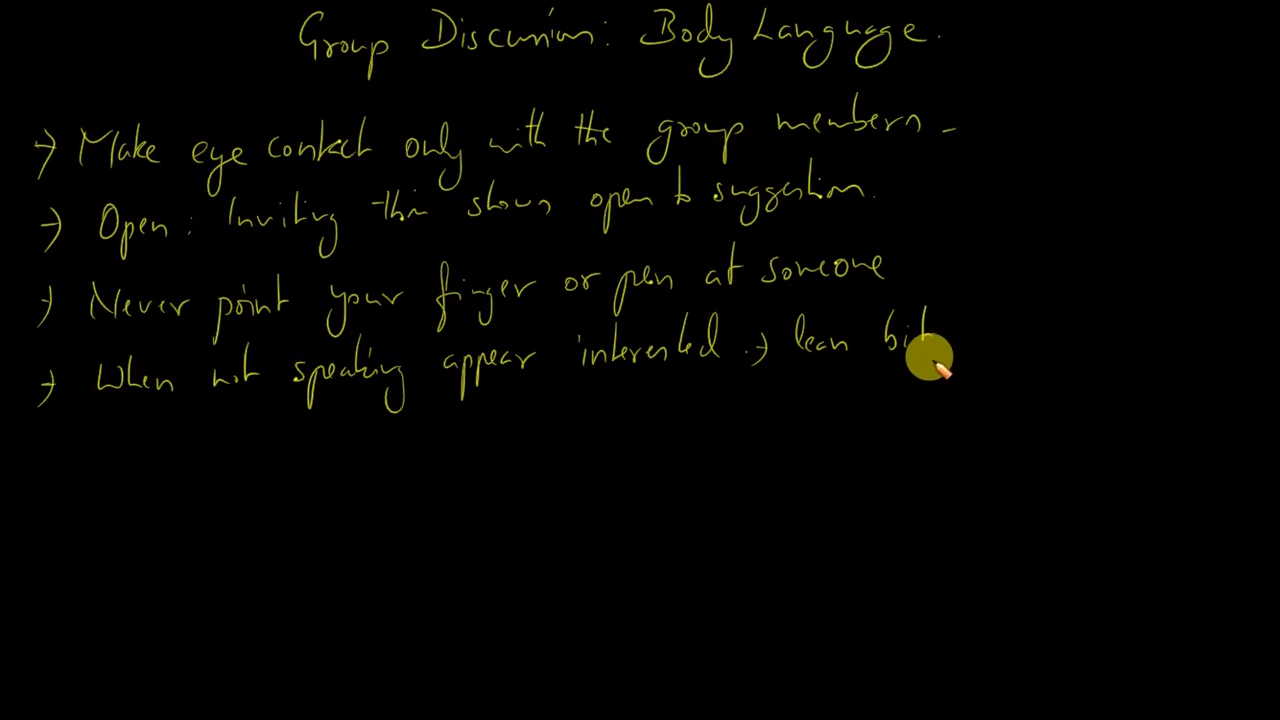 Group Discussion: Body Language.
→ Make eye contact only with the group members -
→ Open: Inviting this shows open to suggestion.
→ Never point your finger or pen at someone
→ When not speaking appear interested. → lean bit